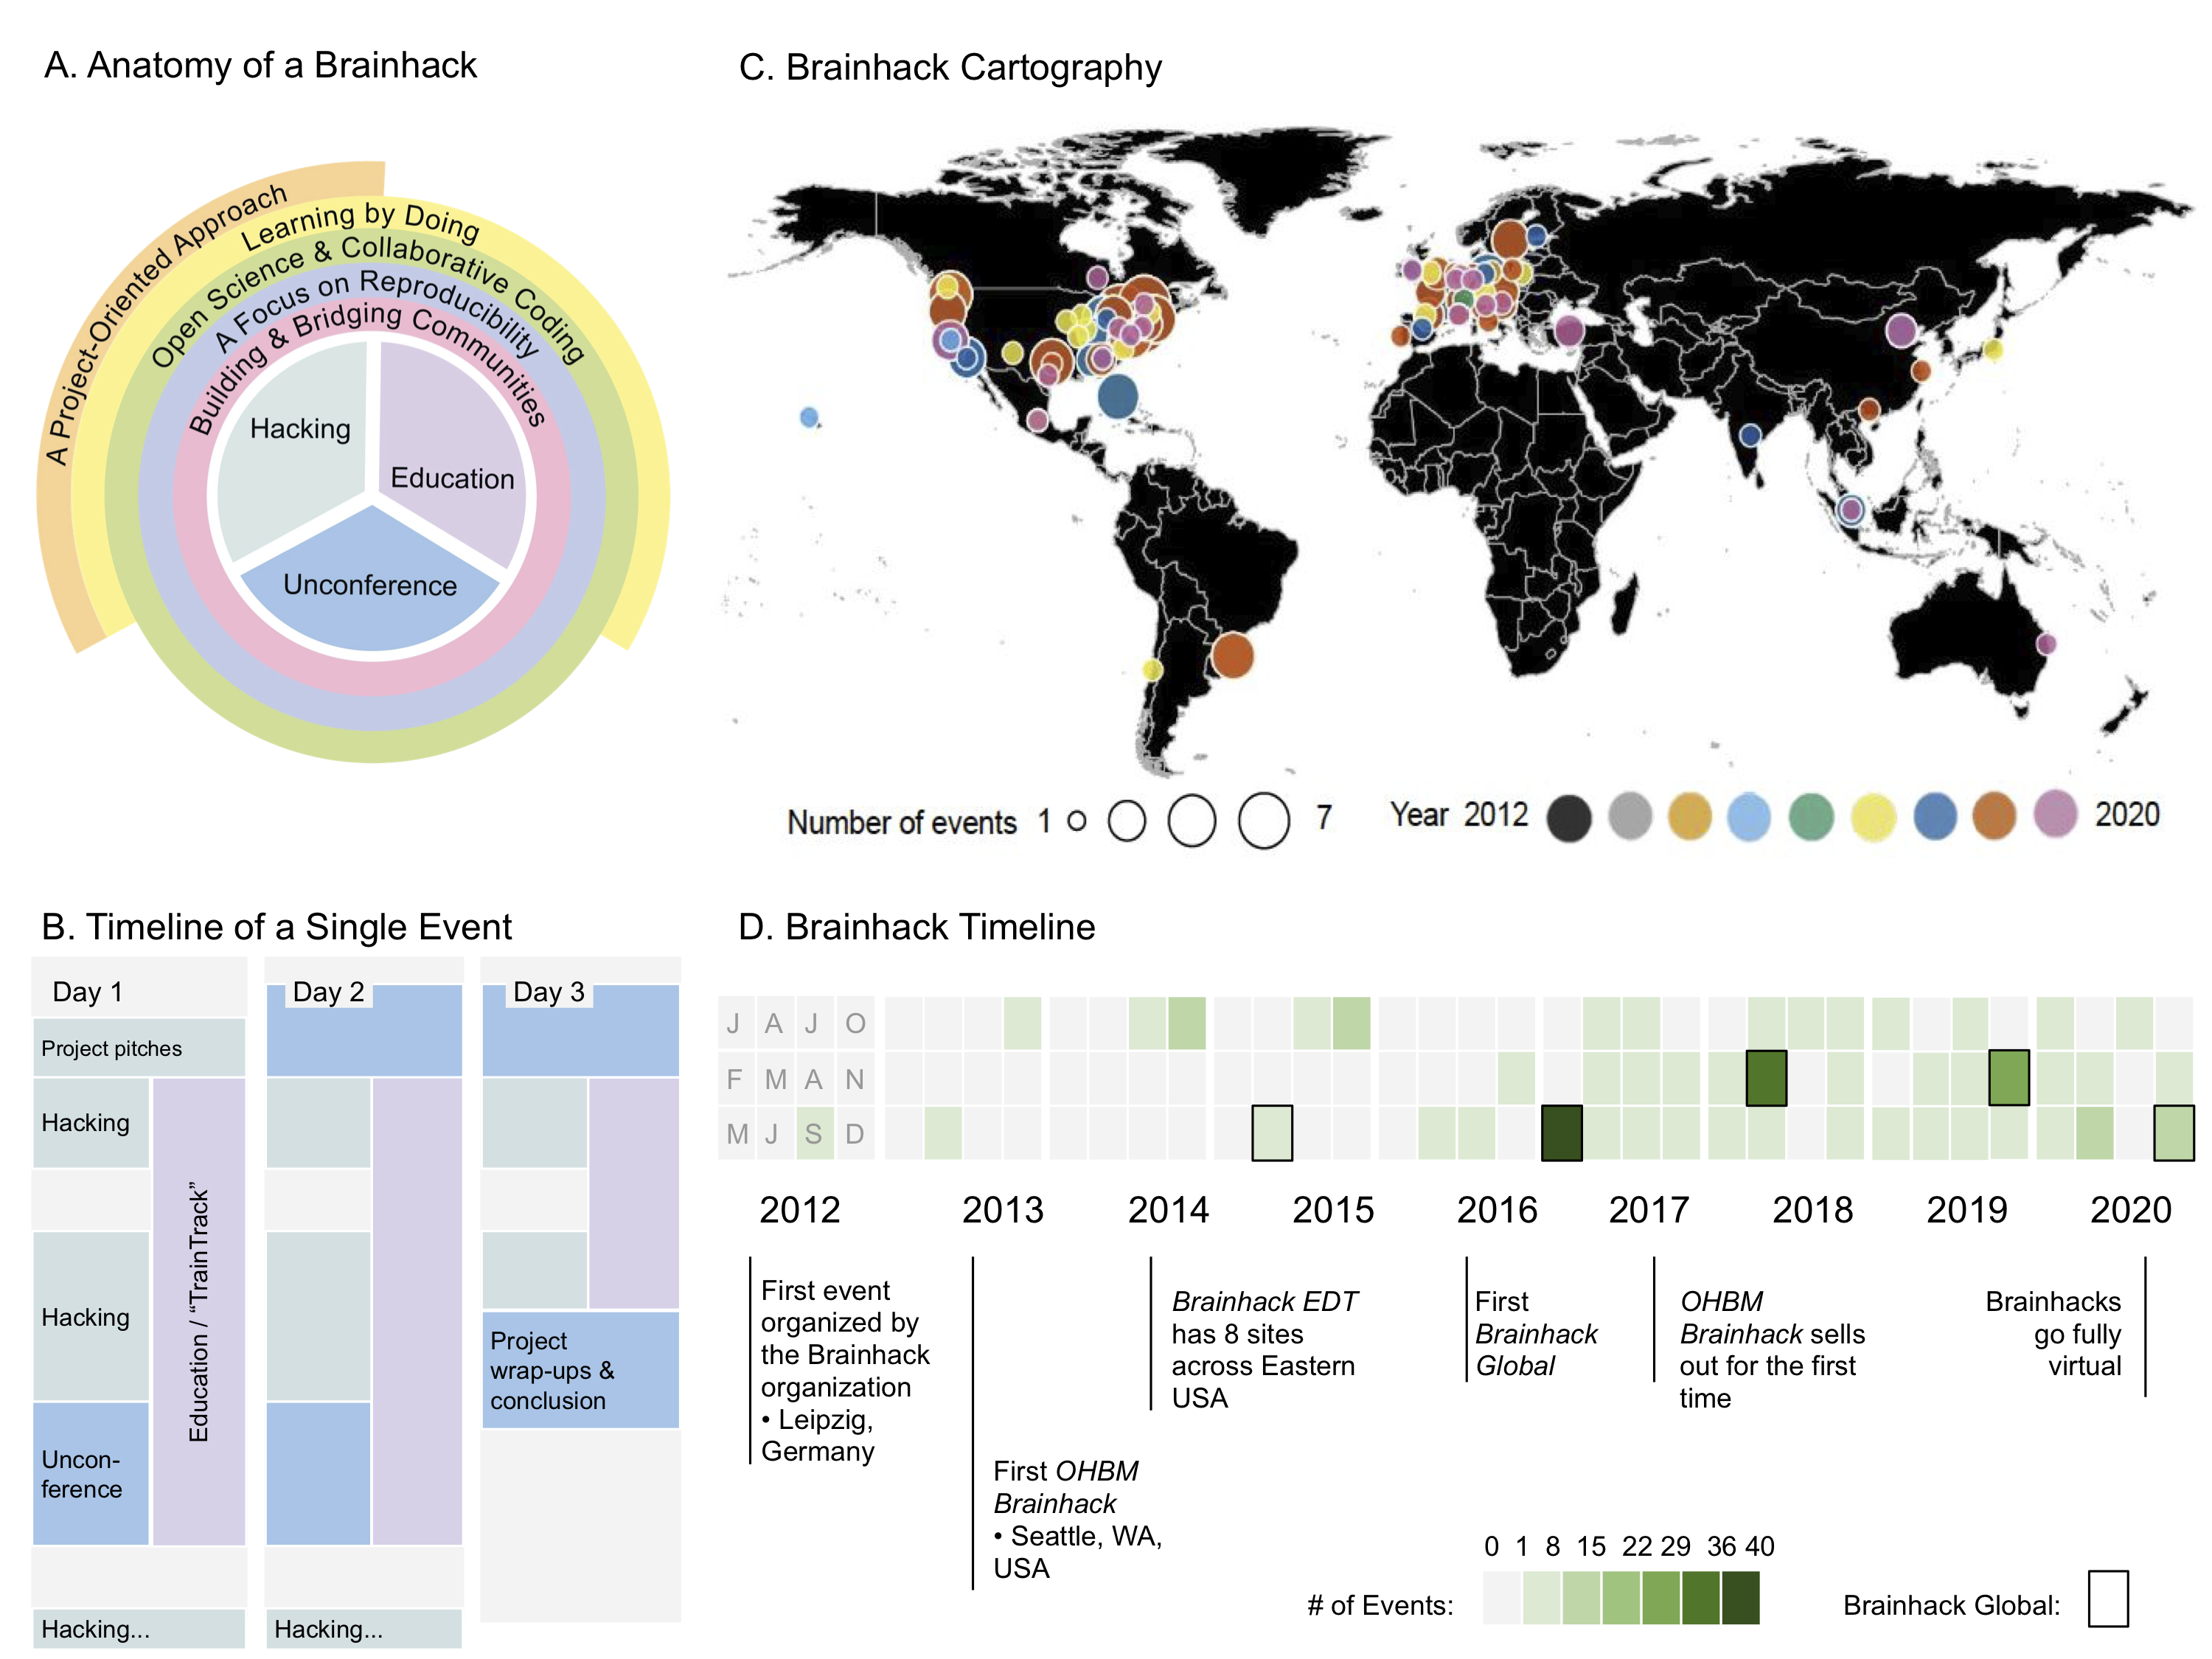 A. Anatomy of a Brainhack
A Project-Oriented Approach
Learning by Doing
Open Science & Collaborative Coding
A Focus on Reproducibility
Building & Bridging Communities
Hacking
Education
Unconference
C. Brainhack Cartography
Number of events 1 7
Year 2012 2020
B. Timeline of a Single Event
Day 1
Day 2
Day 3
Project pitches
Hacking
Hacking
Education / “TrainTrack”
Uncon-
ference
Project
wrap-ups &
conclusion
Hacking...
Hacking...
D. Brainhack Timeline
J A J O
F M A N
M J S D
2012 2013 2014 2015 2016 2017 2018 2019 2020
First event
organized by
the Brainhack
organization
• Leipzig,
Germany
First OHBM
Brainhack
• Seattle, WA,
USA
Brainhack EDT
has 8 sites
across Eastern
USA
First
Brainhack
Global
OHBM
Brainhack sells
out for the first
time
Brainhacks
go fully
virtual
0 1 8 15 22 29 36 40
# of Events:
Brainhack Global: